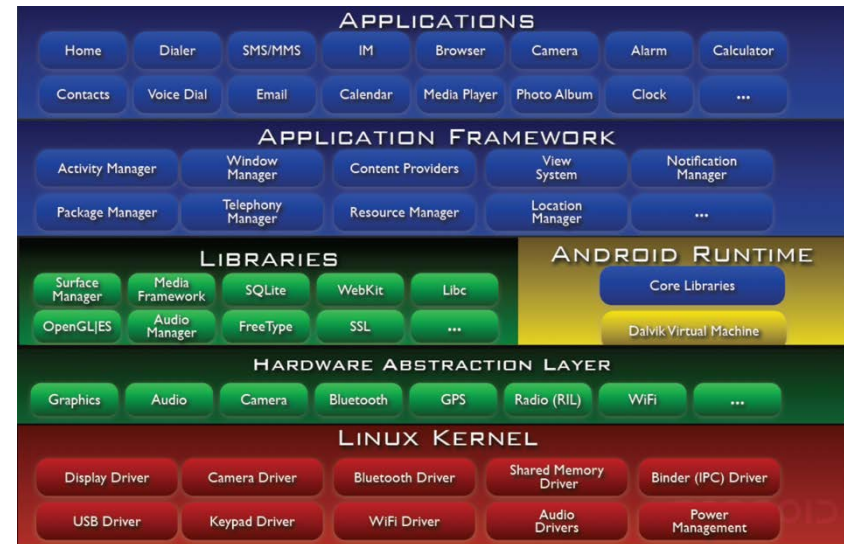 APPLICATIONS
Home Dialer SMS/MMS IM Browser Camera Alarm Calculator
Contacts Voice Dial Email Calendar Media Player Photo Album Clock ...
APPLICATION FRAMEWORK
Activity Manager Window Manager Content Providers View System Notification Manager
Package Manager Telephony Manager Resource Manager Location Manager ...
LIBRARIES
Surface Manager Media Framework SQLite WebKit Libc
OpenGL|ES Audio Manager FreeType SSL ...
ANDROID RUNTIME
Core Libraries
Dalvik Virtual Machine
HARDWARE ABSTRACTION LAYER
Graphics Audio Camera Bluetooth GPS Radio (RIL) WiFi ...
LINUX KERNEL
Display Driver Camera Driver Bluetooth Driver Shared Memory Driver Binder (IPC) Driver
USB Driver Keypad Driver WiFi Driver Audio Drivers Power Management